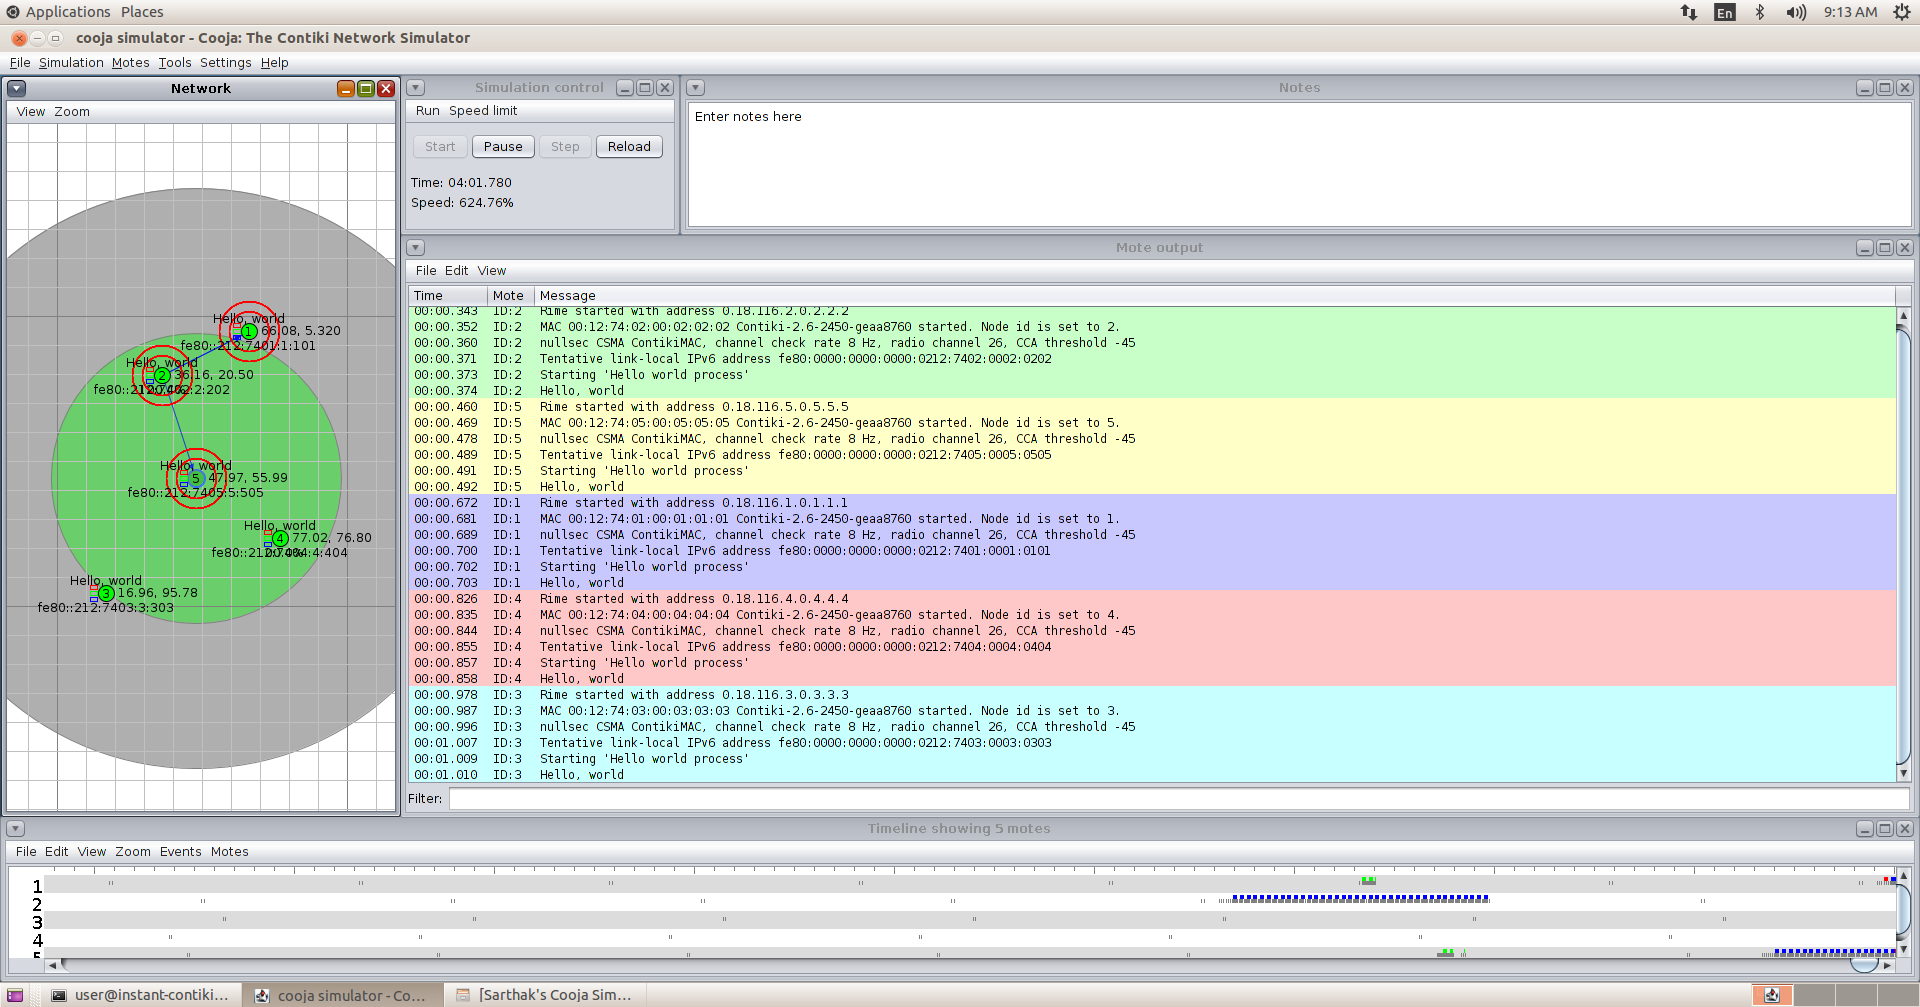 Applications Places
En
9:13 AM
cooja simulator - Cooja: The Contiki Network Simulator
File Simulation Motes Tools Settings Help
Network
View Zoom
Hello, world
1 66.08, 5.320
fe80::212:7401:1:101
Hello, world
2 36.16, 20.50
Hello, world
5 47.97, 55.99
fe80::212:7405:5:505
Hello, world
4 77.02, 76.80
Hello, world
3 16.96, 95.78
fe80::212:7403:3:303
Simulation control
Run Speed limit
Start Pause Step Reload
Time: 04:01.780
Speed: 624.76%
Notes
Enter notes here
Mote output
File Edit View
Time Mote Message
00:00.343 ID:2 Rime started with address 0.18.116.2.0.2.2.2
00:00.352 ID:2 MAC 00:12:74:02:00:02:02:02 Contiki-2.6-2450-geaa8760 started. Node id is set to 2.
00:00.360 ID:2 nullsec CSMA ContikiMAC, channel check rate 8 Hz, radio channel 26, CCA threshold -45
00:00.371 ID:2 Tentative link-local IPv6 address fe80:0000:0000:0000:0212:7402:0002:0202
00:00.373 ID:2 Starting 'Hello world process'
00:00.374 ID:2 Hello, world
00:00.460 ID:5 Rime started with address 0.18.116.5.0.5.5.5
00:00.469 ID:5 MAC 00:12:74:05:00:05:05:05 Contiki-2.6-2450-geaa8760 started. Node id is set to 5.
00:00.478 ID:5 nullsec CSMA ContikiMAC, channel check rate 8 Hz, radio channel 26, CCA threshold -45
00:00.489 ID:5 Tentative link-local IPv6 address fe80:0000:0000:0000:0212:7405:0005:0505
00:00.491 ID:5 Starting 'Hello world process'
00:00.492 ID:5 Hello, world
00:00.672 ID:1 Rime started with address 0.18.116.1.0.1.1.1
00:00.681 ID:1 MAC 00:12:74:01:00:01:01:01 Contiki-2.6-2450-geaa8760 started. Node id is set to 1.
00:00.689 ID:1 nullsec CSMA ContikiMAC, channel check rate 8 Hz, radio channel 26, CCA threshold -45
00:00.700 ID:1 Tentative link-local IPv6 address fe80:0000:0000:0000:0212:7401:0001:0101
00:00.702 ID:1 Starting 'Hello world process'
00:00.703 ID:1 Hello, world
00:00.826 ID:4 Rime started with address 0.18.116.4.0.4.4.4
00:00.835 ID:4 MAC 00:12:74:04:00:04:04:04 Contiki-2.6-2450-geaa8760 started. Node id is set to 4.
00:00.844 ID:4 nullsec CSMA ContikiMAC, channel check rate 8 Hz, radio channel 26, CCA threshold -45
00:00.855 ID:4 Tentative link-local IPv6 address fe80:0000:0000:0000:0212:7404:0004:0404
00:00.857 ID:4 Starting 'Hello world process'
00:00.858 ID:4 Hello, world
00:00.978 ID:3 Rime started with address 0.18.116.3.0.3.3.3
00:00.987 ID:3 MAC 00:12:74:03:00:03:03:03 Contiki-2.6-2450-geaa8760 started. Node id is set to 3.
00:00.996 ID:3 nullsec CSMA ContikiMAC, channel check rate 8 Hz, radio channel 26, CCA threshold -45
00:01.007 ID:3 Tentative link-local IPv6 address fe80:0000:0000:0000:0212:7403:0003:0303
00:01.009 ID:3 Starting 'Hello world process'
00:01.010 ID:3 Hello, world
Filter:
Timeline showing 5 motes
File Edit View Zoom Events Motes
1
2
3
4
5
user@instant-contiki... cooja simulator - Co... [Sarthak's Cooja Sim...